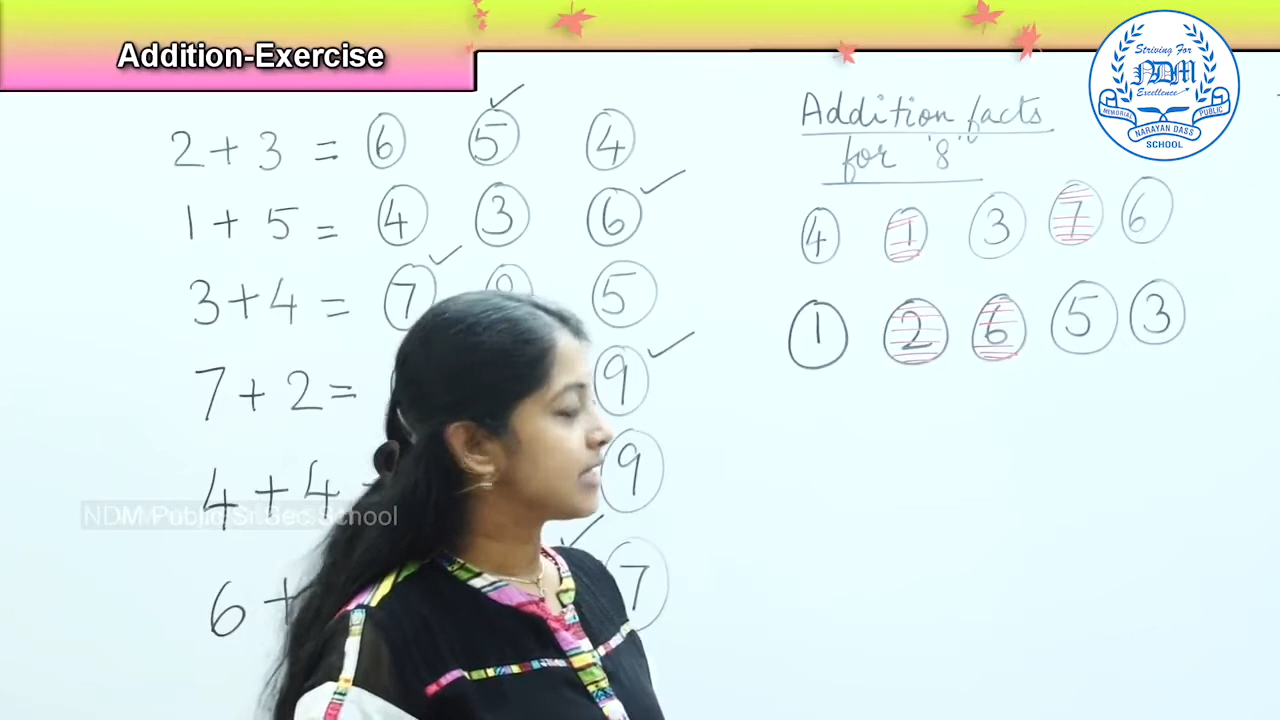 Addition-Exercise
2 + 3 = 6 5 4
1 + 5 = 4 3 6
3 + 4 = 7 5
7 + 2 = 9
4 + 4 9
6 + 7
Addition facts
for '8'
4 1 3 7 6
1 2 6 5 3
Striving For
NDM
Excellence
MEMORIAL PUBLIC
NARAYAN DASS
SCHOOL
NDM Public Sr.Sec.School